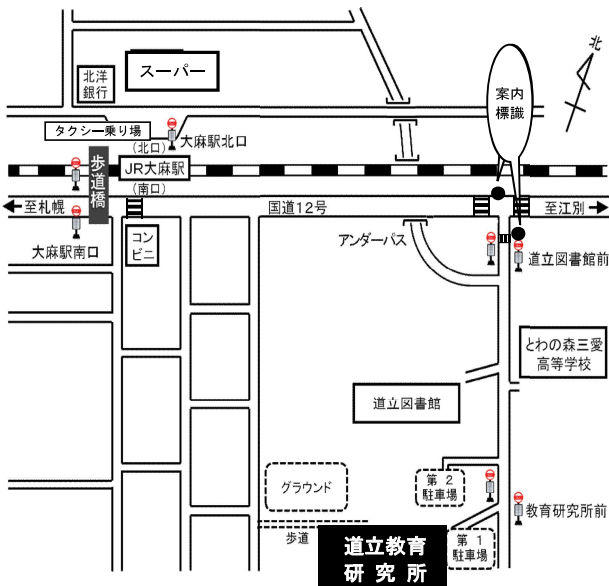 北
北洋
銀行
スーパー
案内
標識
タクシー乗り場
大麻駅北口
(北口)
JR大麻駅
(南口)
歩道橋
至札幌
国道12号
至江別
大麻駅南口
コン
ビニ
アンダーパス
道立図書館前
とわの森三愛
高等学校
道立図書館
グラウンド
第2
駐車場
教育研究所前
歩道
第1
駐車場
道立教育
研究所